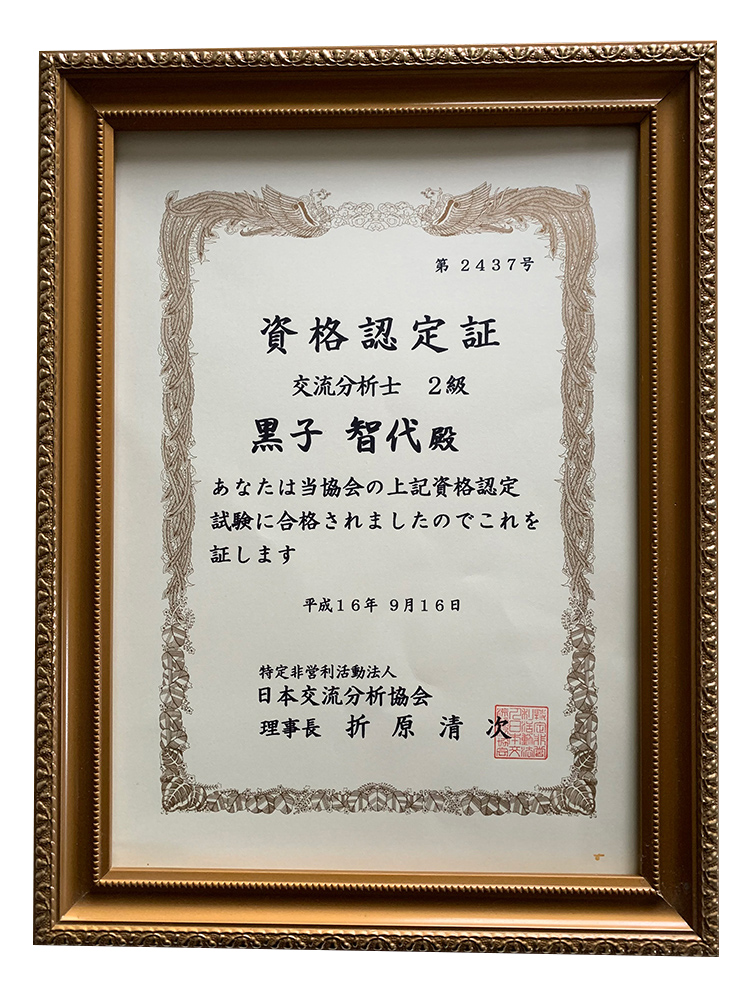 第 2437号
資格認定証
交流分析士 2級
黒子 智代殿
あなたは当協会の上記資格認定
試験に合格されましたのでこれを
証します
平成16年 9月16日
特定非営利活動法人
日本交流分析協会
理事長 折原清次